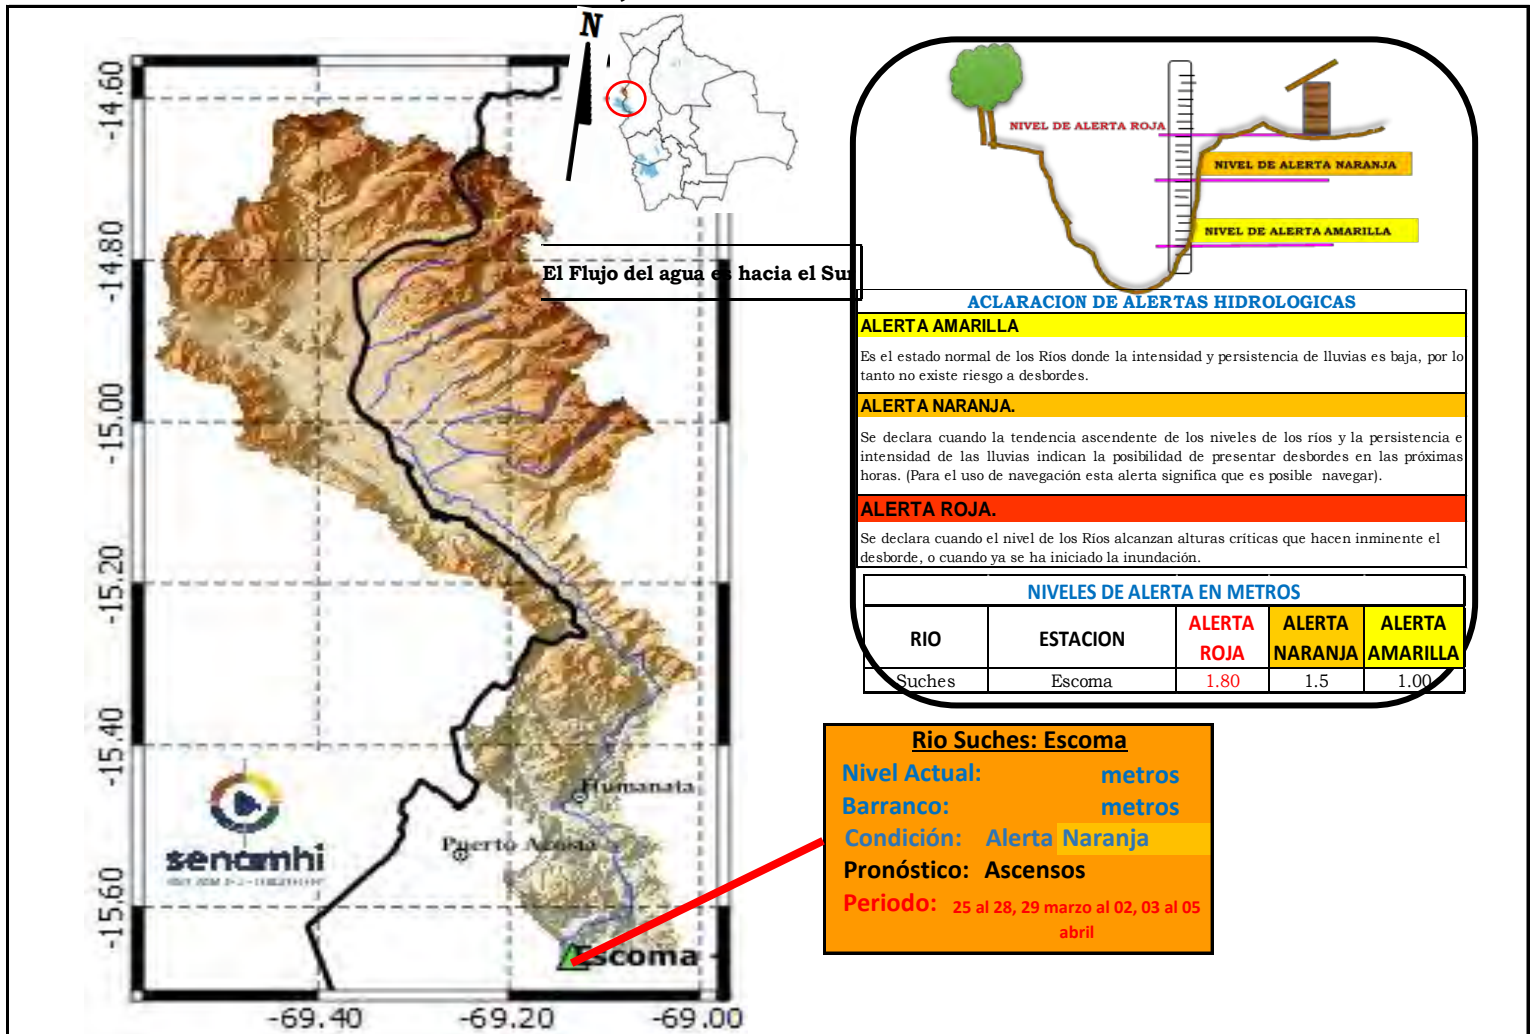 N
-14.60
-14.80
-15.00
-15.20
-15.40
-15.60
-69.40
-69.20
-69.00
El Flujo del agua es hacia el Sur
Humanata
Puerto Acosta
Escoma
senamhi
NIVEL DE ALERTA ROJA
NIVEL DE ALERTA NARANJA
NIVEL DE ALERTA AMARILLA
ACLARACION DE ALERTAS HIDROLOGICAS
ALERTA AMARILLA
Es el estado normal de los Ríos donde la intensidad y persistencia de lluvias es baja, por lo
tanto no existe riesgo a desbordes.
ALERTA NARANJA.
Se declara cuando la tendencia ascendente de los niveles de los ríos y la persistencia e
intensidad de las lluvias indican la posibilidad de presentar desbordes en las próximas
horas. (Para el uso de navegación esta alerta significa que es posible navegar).
ALERTA ROJA.
Se declara cuando el nivel de los Ríos alcanzan alturas críticas que hacen inminente el
desborde, o cuando ya se ha iniciado la inundación.
NIVELES DE ALERTA EN METROS
RIO ESTACION ALERTA ROJA ALERTA NARANJA ALERTA AMARILLA
Suches Escoma 1.80 1.5 1.00
Rio Suches: Escoma
Nivel Actual: metros
Barranco: metros
Condición: Alerta Naranja
Pronóstico: Ascensos
Periodo: 25 al 28, 29 marzo al 02, 03 al 05
abril